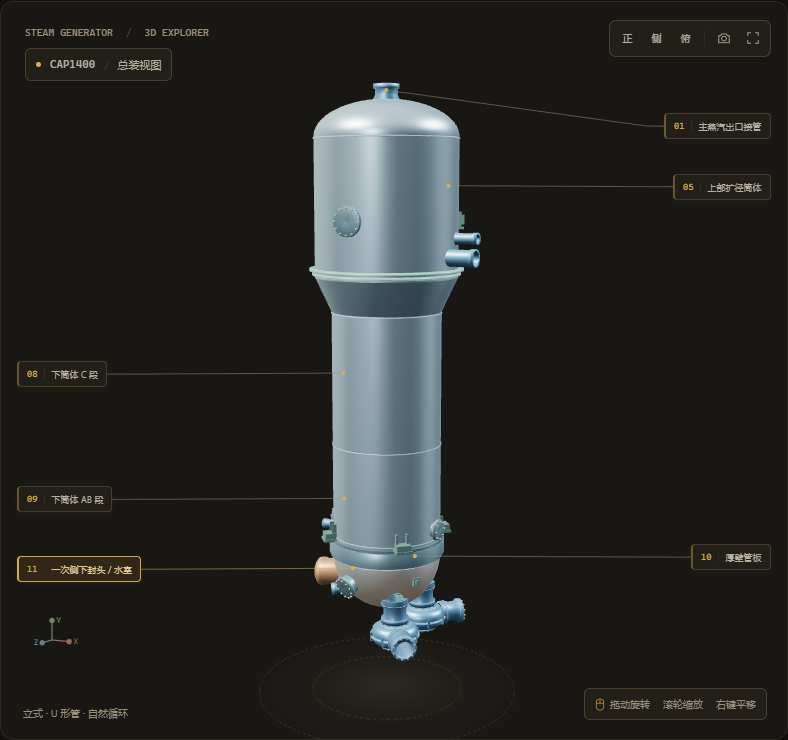 STEAM GENERATOR / 3D EXPLORER
CAP1400 / 总装视图
正 侧 俯
01 主蒸汽出口接管
05 上部扩径筒体
08 下筒体 C 段
09 下筒体 AB 段
10 厚壁管板
11 一次侧下封头 / 水室
Y
Z X
立式 · U 形管 · 自然循环
拖动旋转 滚轮缩放 右键平移